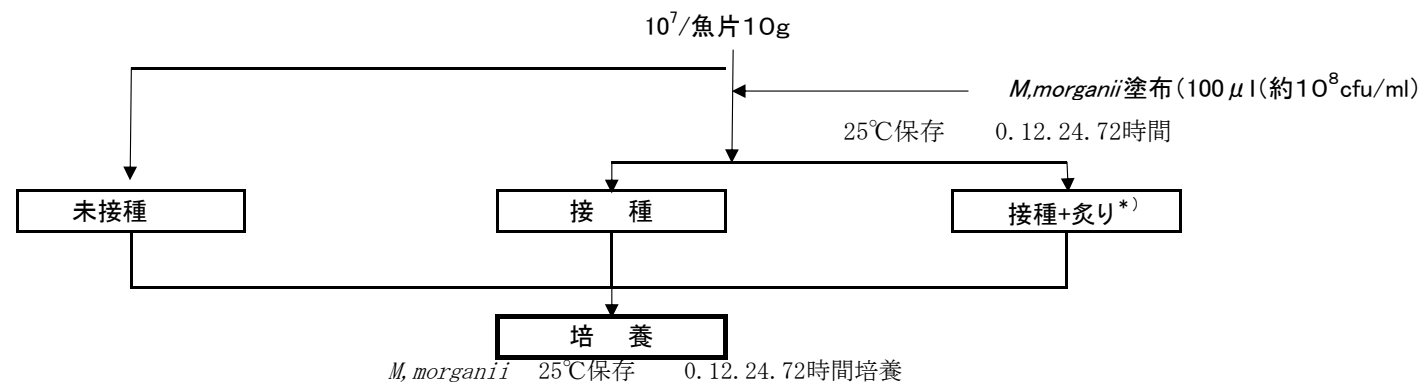 10⁷/魚片10g
M,morganii塗布(100μl(約10⁸cfu/ml)
25℃保存 0.12.24.72時間
未接種
接 種
接種+炙り*)
培 養
M,morganii 25℃保存 0.12.24.72時間培養